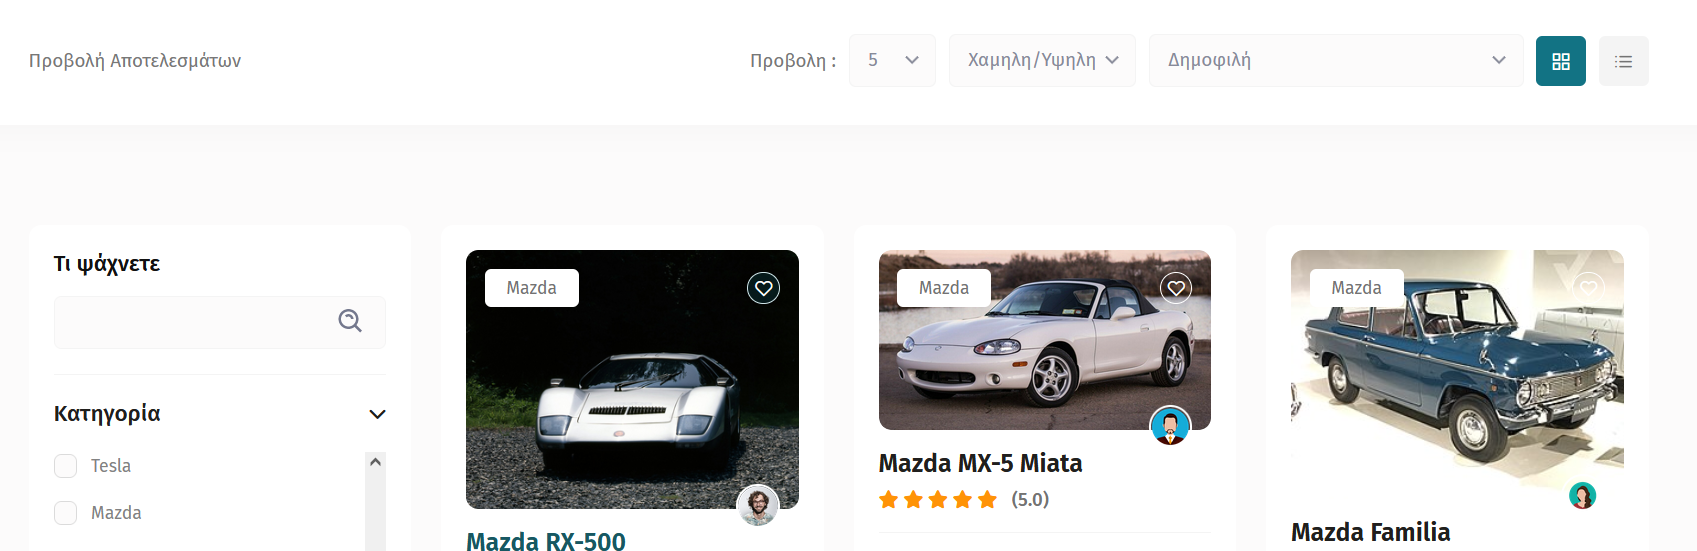 Προβολή Αποτελεσμάτων
Προβολη :
5
Χαμηλη/Υψηλη
Δημοφιλή
Τι ψάχνετε
Κατηγορία
Tesla
Mazda
Mazda
Mazda RX-500
Mazda
Mazda MX-5 Miata
(5.0)
Mazda
FAMILIA
Mazda Familia